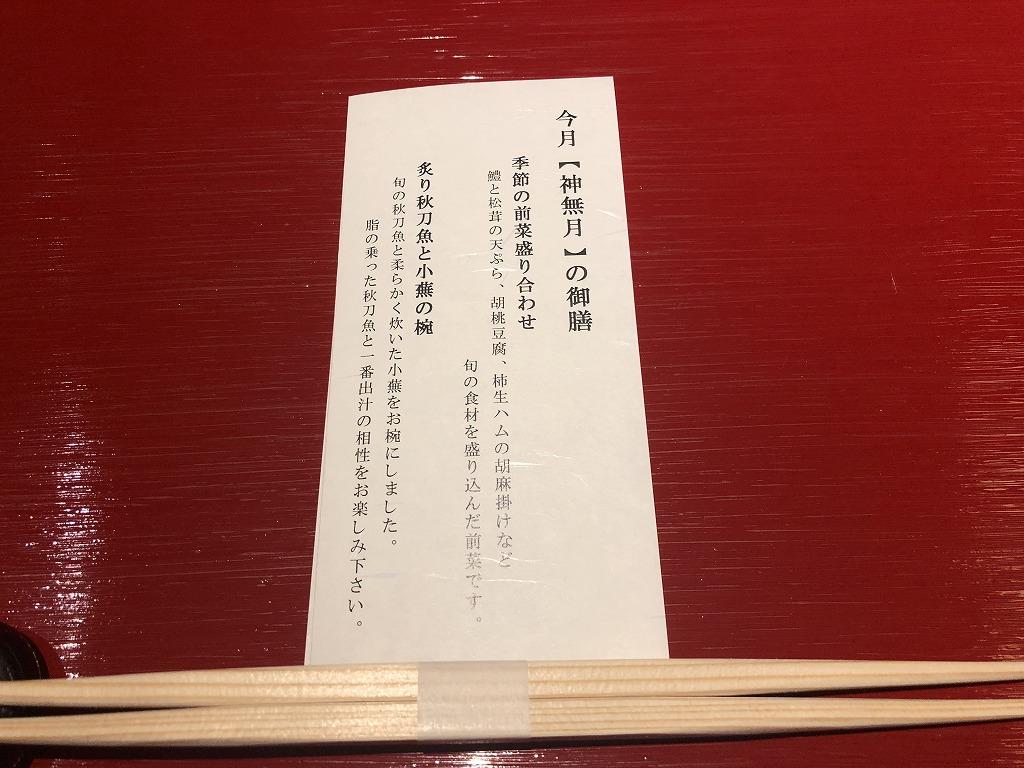 今月【神無月】の御膳
季節の前菜盛り合わせ
鱧と松茸の天ぷら、胡桃豆腐、柿生ハムの胡麻掛けなど
旬の食材を盛り込んだ前菜です。
炙り秋刀魚と小蕪の椀
旬の秋刀魚と柔らかく炊いた小蕪をお椀にしました。
脂の乗った秋刀魚と一番出汁の相性をお楽しみ下さい。